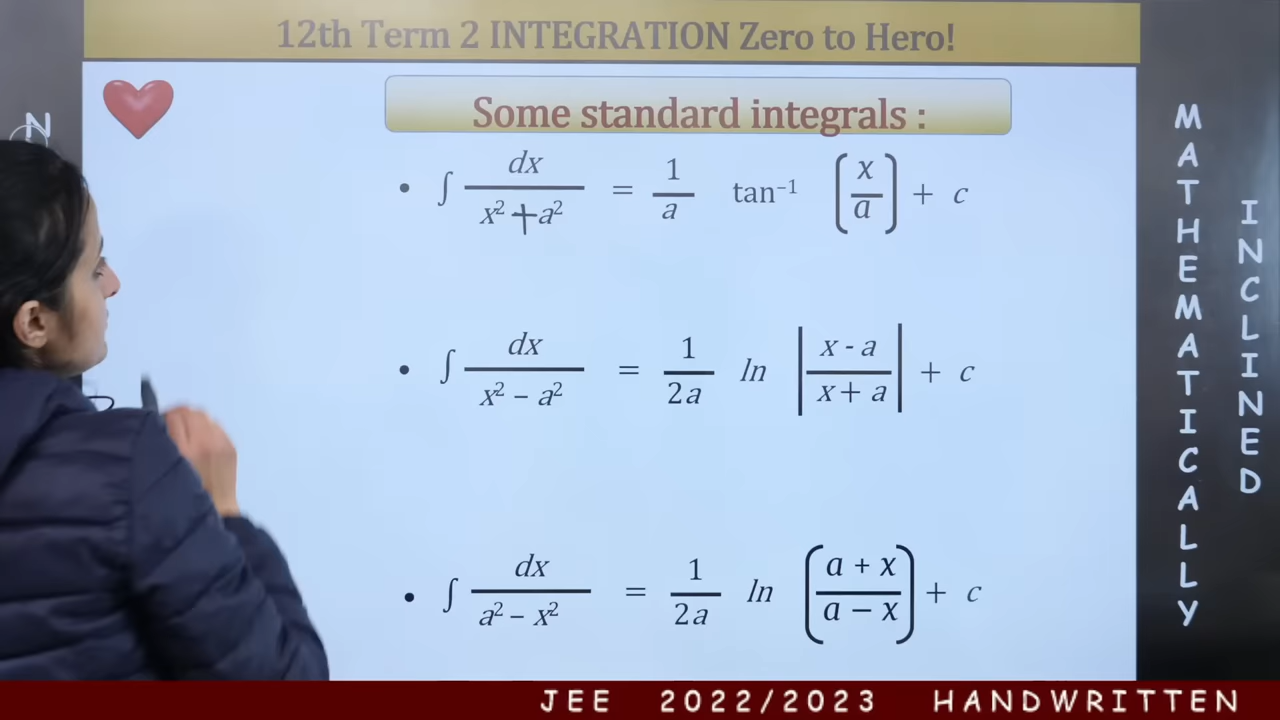 12th Term 2 INTEGRATION Zero to Hero!
Some standard integrals :
• ∫ dx / (x² + a²) = 1/a tan⁻¹ (x/a) + c
• ∫ dx / (x² − a²) = 1/2a ln |(x - a)/(x + a)| + c
• ∫ dx / (a² − x²) = 1/2a ln ((a + x)/(a − x)) + c
N
MATHEMATICALLY
INCLINED
JEE 2022/2023 HANDWRITTEN